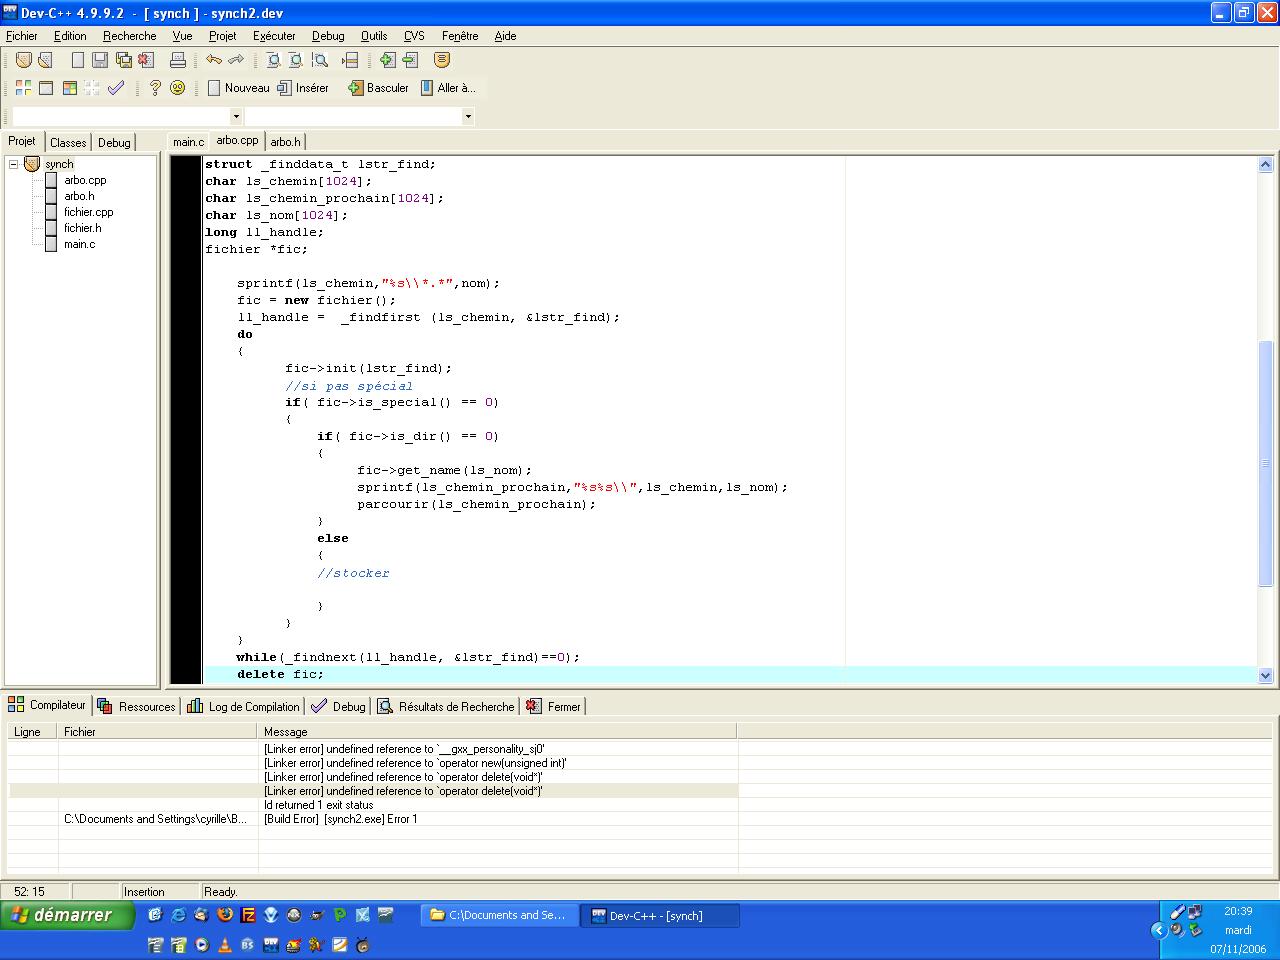 Dev-C++ 4.9.9.2 - [ synch ] - synch2.dev
Fichier Edition Recherche Vue Projet Exécuter Debug Outils CVS Fenêtre Aide
Nouveau Insérer Basculer Aller à...
Projet Classes Debug
main.c arbo.cpp arbo.h
synch
arbo.cpp
arbo.h
fichier.cpp
fichier.h
main.c
struct _finddata_t lstr_find;
char ls_chemin[1024];
char ls_chemin_prochain[1024];
char ls_nom[1024];
long ll_handle;
fichier *fic;
sprintf(ls_chemin,"%s\\*.*",nom);
fic = new fichier();
ll_handle =  _findfirst (ls_chemin, &lstr_find);
do
{
fic->init(lstr_find);
//si pas spécial
if( fic->is_special() == 0)
{
if( fic->is_dir() == 0)
{
fic->get_name(ls_nom);
sprintf(ls_chemin_prochain,"%s%s\\",ls_chemin,ls_nom);
parcourir(ls_chemin_prochain);
}
else
{
//stocker
}
}
}
while(_findnext(ll_handle, &lstr_find)==0);
delete fic;
Compilateur Ressources Log de Compilation Debug Résultats de Recherche Fermer
Ligne Fichier Message
[Linker error] undefined reference to `__gxx_personality_sj0'
[Linker error] undefined reference to `operator new(unsigned int)'
[Linker error] undefined reference to `operator delete(void*)'
[Linker error] undefined reference to `operator delete(void*)'
ld returned 1 exit status
C:\Documents and Settings\cyrille\B... [Build Error]  [synch2.exe] Error 1
52: 15 Insertion Ready.
démarrer C:\Documents and Se... Dev-C++ - [synch] 20:39
mardi
07/11/2006